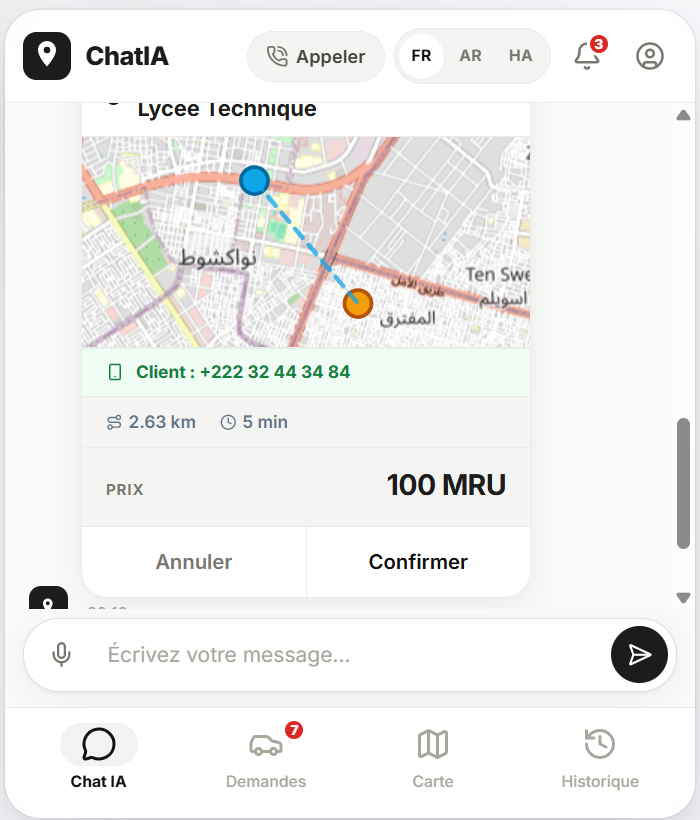 ChatIA
Appeler
FR
AR
HA
3
Lycee Technique
نواكشوط
Ten Swe
اسويلم
طريق الأمل
المفترق
Client : +222 32 44 34 84
2.63 km
5 min
PRIX
100 MRU
Annuler
Confirmer
Écrivez votre message...
7
Chat IA
Demandes
Carte
Historique